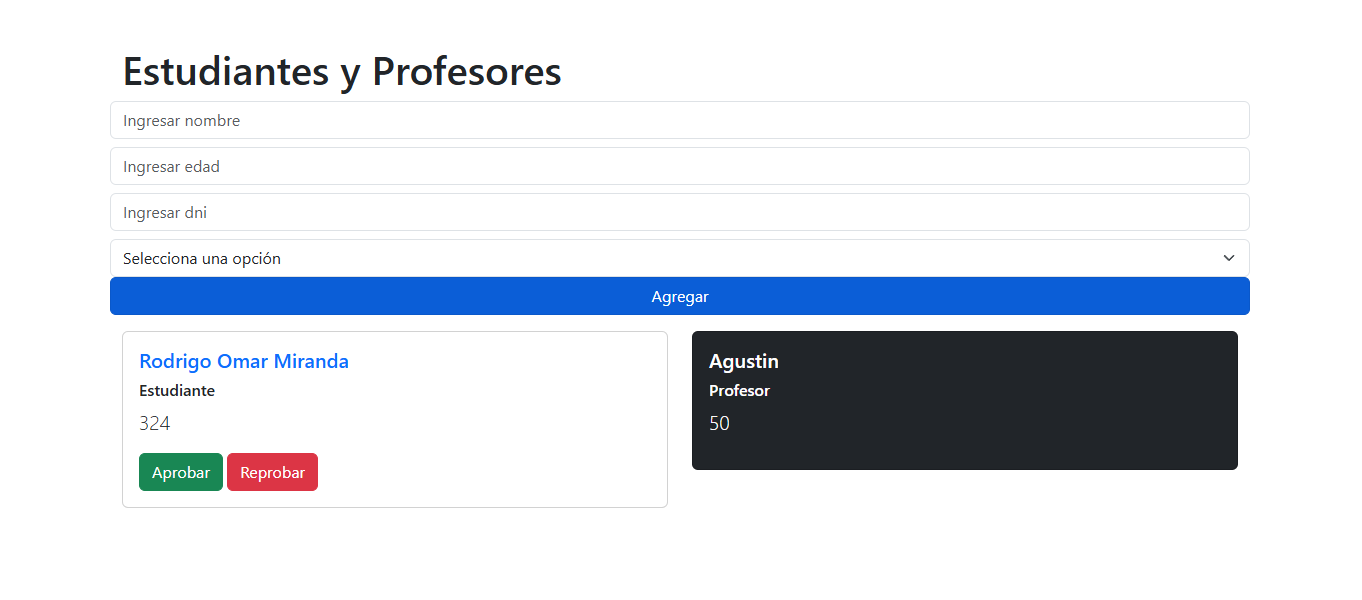 Estudiantes y Profesores
Ingresar nombre
Ingresar edad
Ingresar dni
Selecciona una opción
Agregar
Rodrigo Omar Miranda
Estudiante
324
Aprobar Reprobar
Agustin
Profesor
50